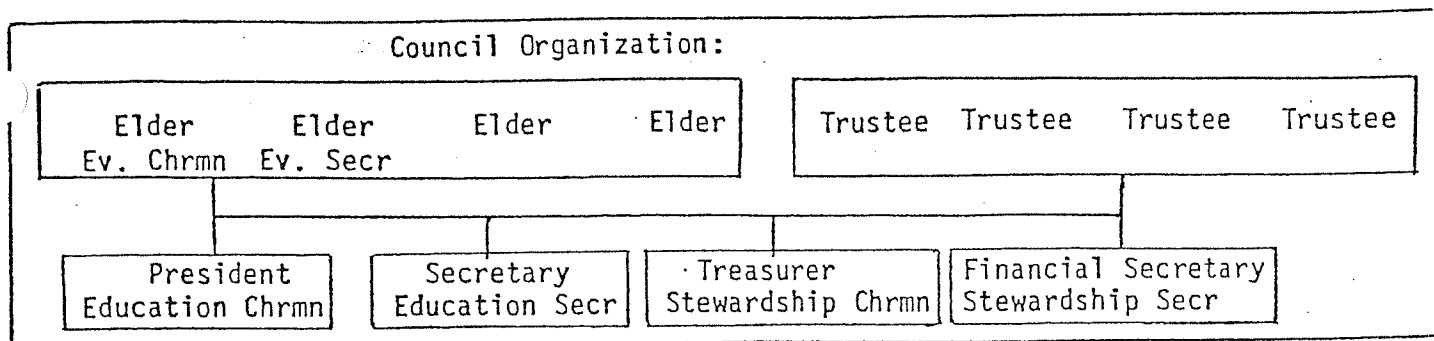 Council Organization:
Elder Elder Elder Elder
Ev. Chrmn Ev. Secr
Trustee Trustee Trustee Trustee
President
Education Chrmn
Secretary
Education Secr
Treasurer
Stewardship Chrmn
Financial Secretary
Stewardship Secr